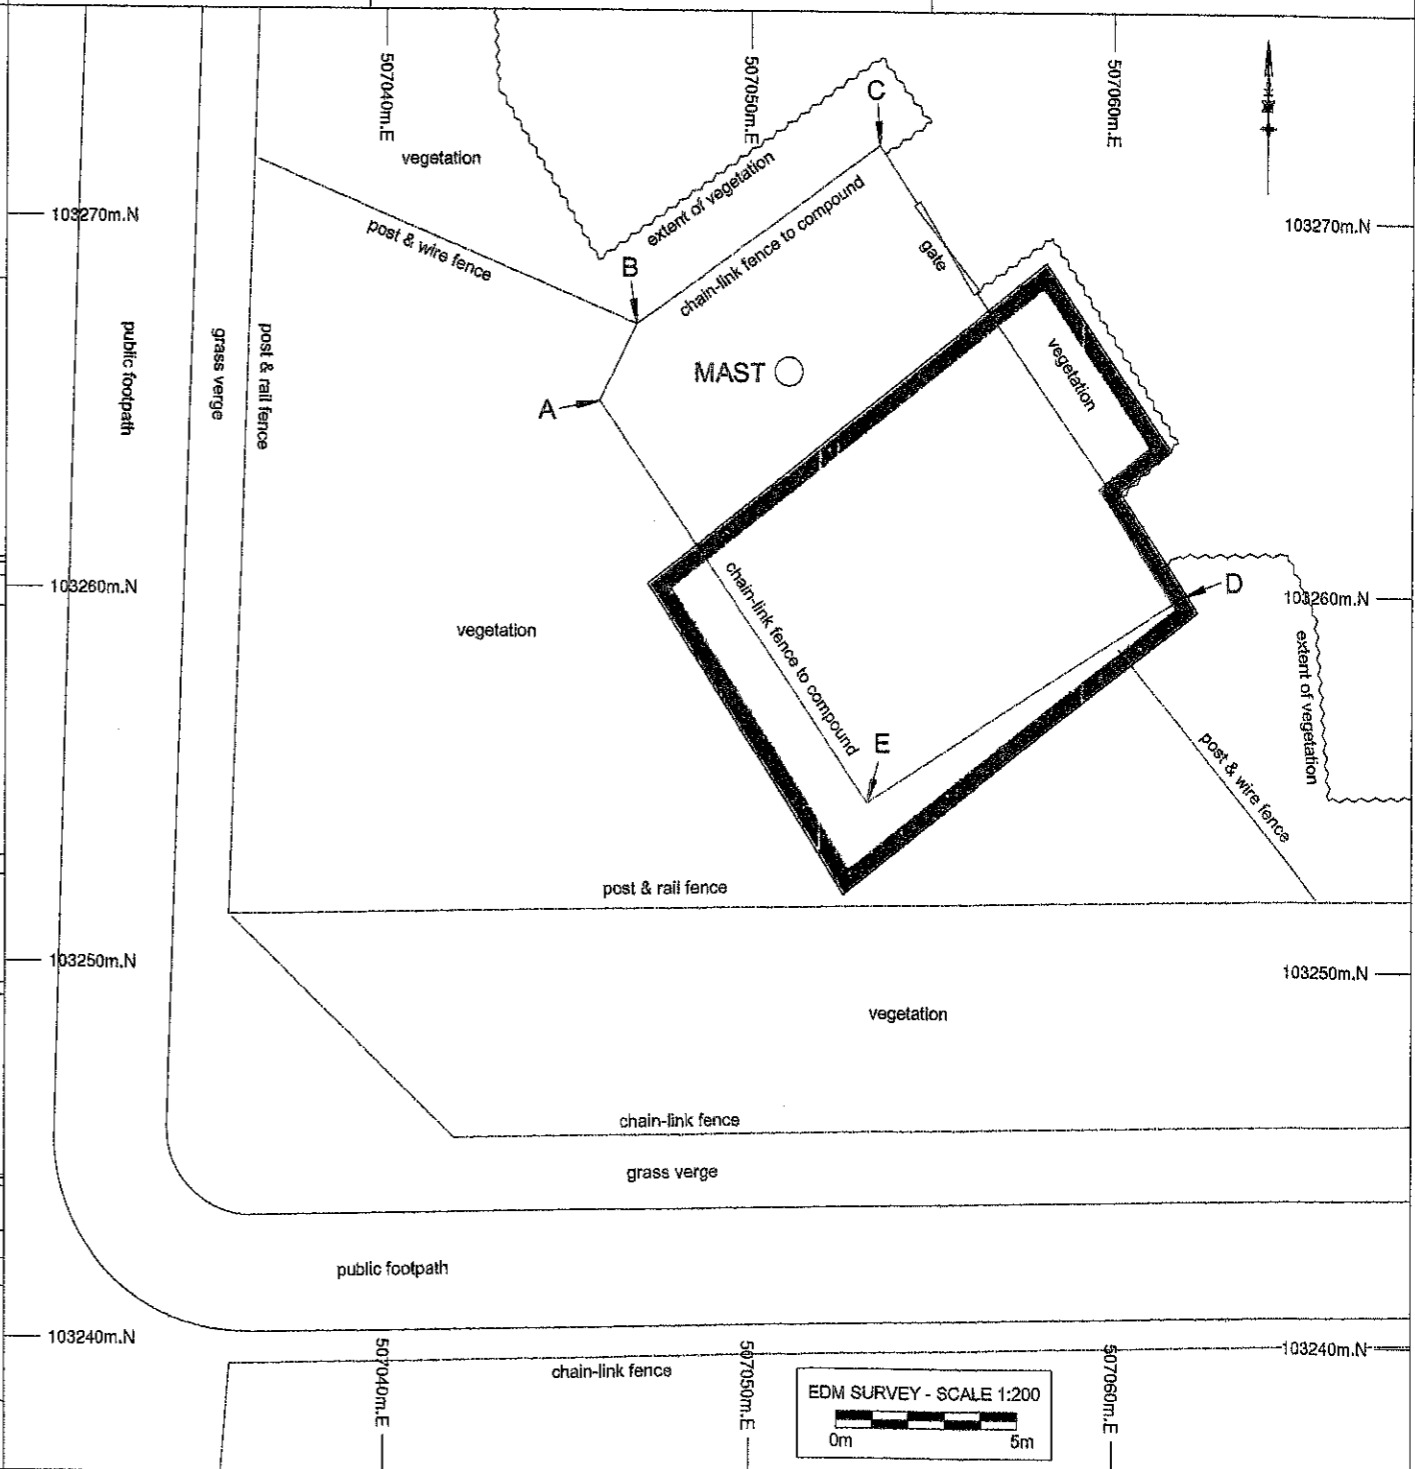 507040m.E
507050m.E
507060m.E
C
vegetation
extent of vegetation
103270m.N
103270m.N
post & wire fence
chain-link fence to compound
gate
B
public footpath
grass verge
post & rail fence
MAST
vegetation
A
103260m.N
chain-link fence to compound
D
103260m.N
vegetation
extent of vegetation
E
post & wire fence
post & rail fence
103250m.N
103250m.N
vegetation
chain-link fence
grass verge
public footpath
103240m.N
103240m.N
507040m.E
507050m.E
507060m.E
chain-link fence
EDM SURVEY - SCALE 1:200
0m 5m